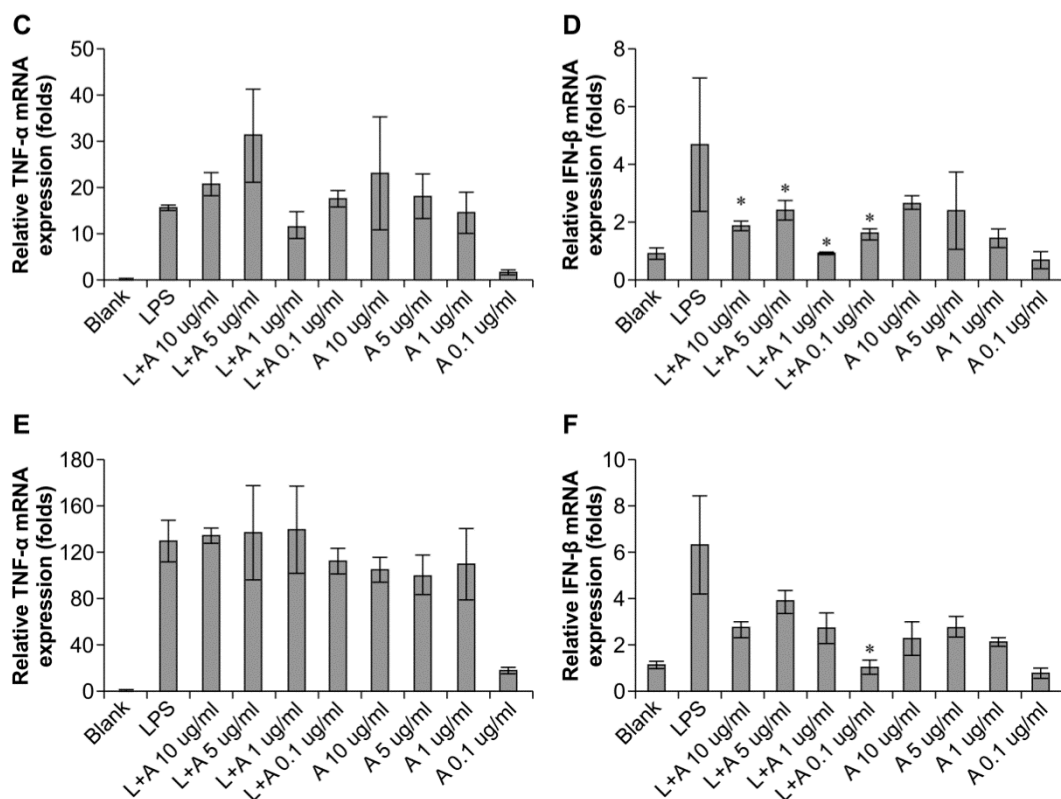 C
Relative TNF-α mRNA
expression (folds)
50
40
30
20
10
0
Blank
LPS
L+A 10 ug/ml
L+A 5 ug/ml
L+A 1 ug/ml
L+A 0.1 ug/ml
A 10 ug/ml
A 5 ug/ml
A 1 ug/ml
A 0.1 ug/ml
D
Relative IFN-β mRNA
expression (folds)
8
6
4
2
0
*
*
*
*
Blank
LPS
L+A 10 ug/ml
L+A 5 ug/ml
L+A 1 ug/ml
L+A 0.1 ug/ml
A 10 ug/ml
A 5 ug/ml
A 1 ug/ml
A 0.1 ug/ml
E
Relative TNF-α mRNA
expression (folds)
180
160
120
80
40
0
Blank
LPS
L+A 10 ug/ml
L+A 5 ug/ml
L+A 1 ug/ml
L+A 0.1 ug/ml
A 10 ug/ml
A 5 ug/ml
A 1 ug/ml
A 0.1 ug/ml
F
Relative IFN-β mRNA
expression (folds)
10
8
6
4
2
0
*
Blank
LPS
L+A 10 ug/ml
L+A 5 ug/ml
L+A 1 ug/ml
L+A 0.1 ug/ml
A 10 ug/ml
A 5 ug/ml
A 1 ug/ml
A 0.1 ug/ml